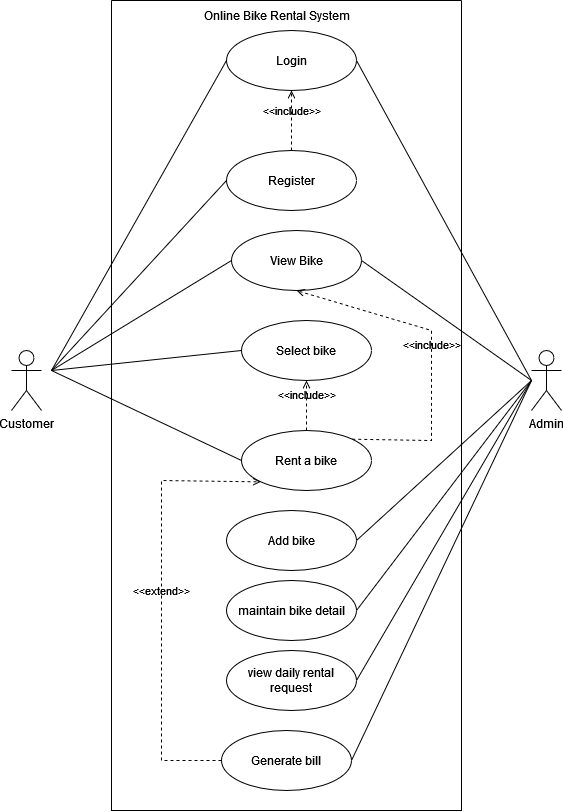 Online Bike Rental System
Login
<<include>>
Register
View Bike
<<include>>
Select bike
<<include>>
Customer
Admin
Rent a bike
Add bike
<<extend>>
maintain bike detail
view daily rental
request
Generate bill